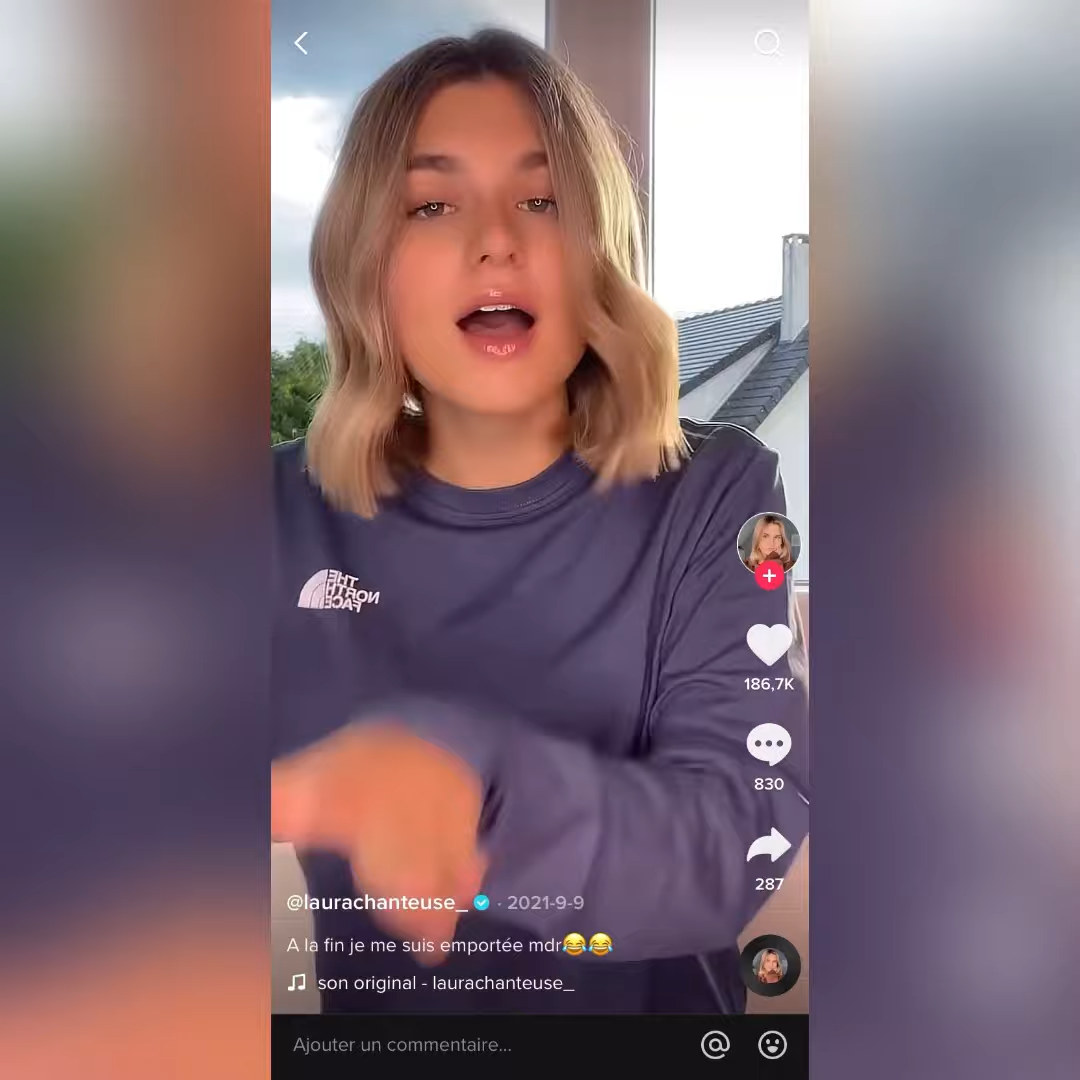 THE
NORTH
FACE
186,7K
830
287
@laurachanteuse_ · 2021-9-9
A la fin je me suis emportée mdr😂😂
son original - laurachanteuse_
Ajouter un commentaire...